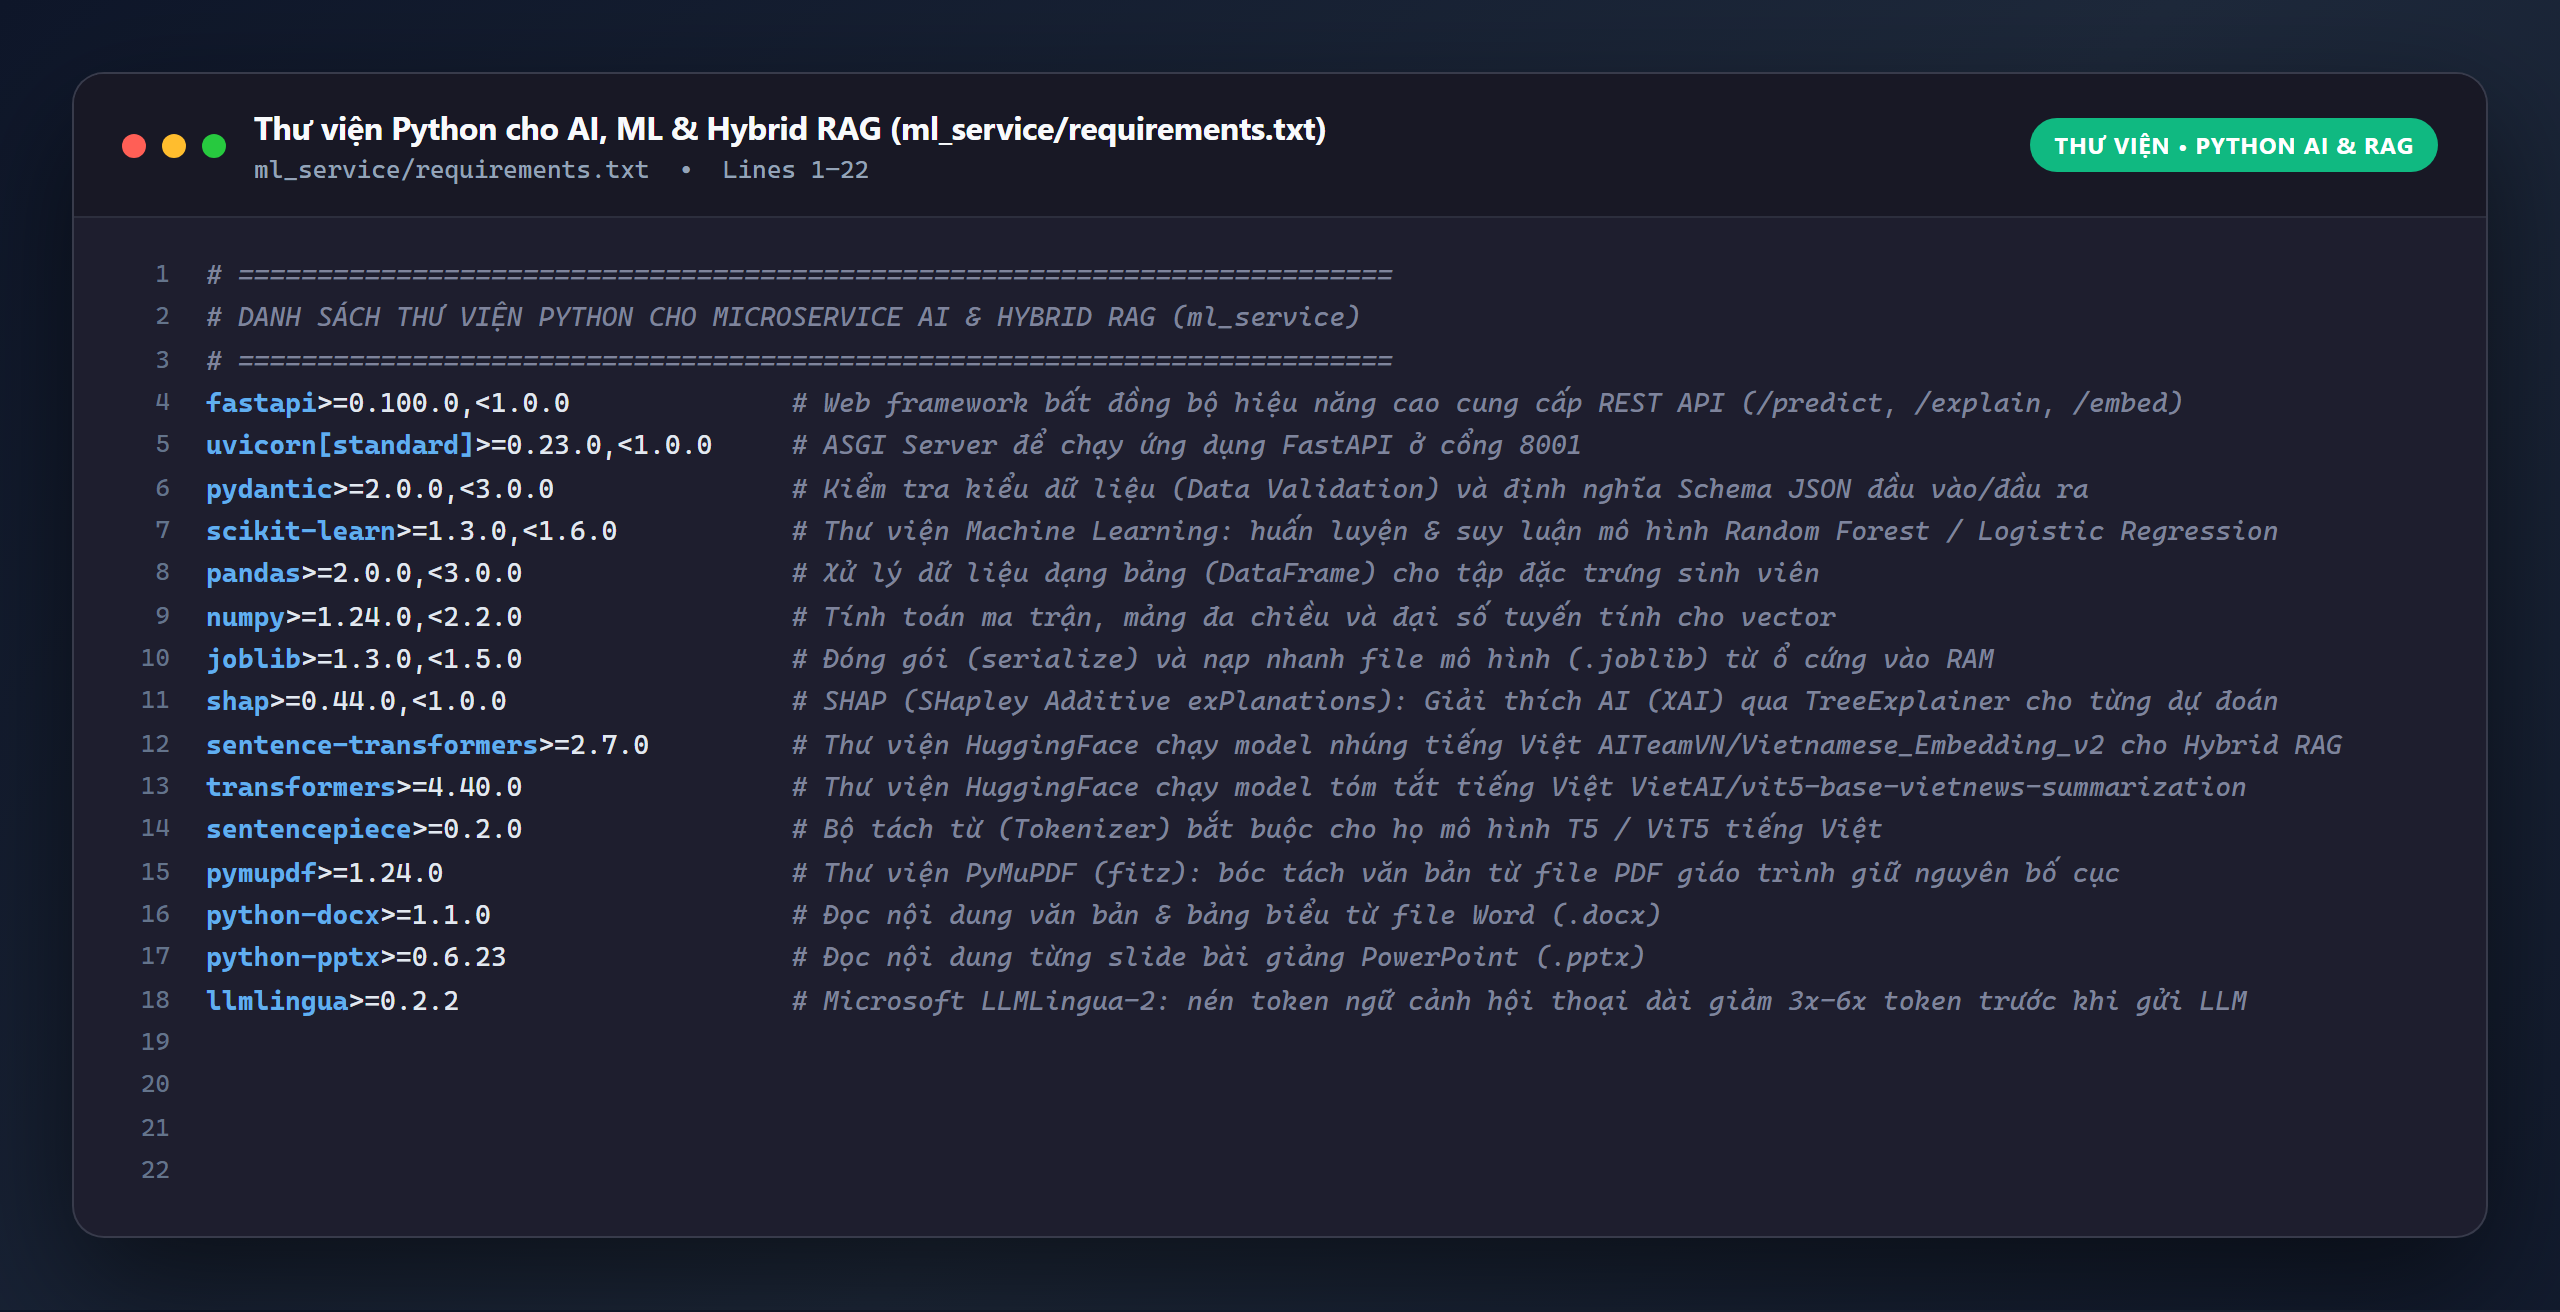 Thư viện Python cho AI, ML & Hybrid RAG (ml_service/requirements.txt)
ml_service/requirements.txt • Lines 1–22
THƯ VIỆN • PYTHON AI & RAG
1 # =========================================================================
2 # DANH SÁCH THƯ VIỆN PYTHON CHO MICROSERVICE AI & HYBRID RAG (ml_service)
3 # =========================================================================
4 fastapi>=0.100.0,<1.0.0 # Web framework bất đồng bộ hiệu năng cao cung cấp REST API (/predict, /explain, /embed)
5 uvicorn[standard]>=0.23.0,<1.0.0 # ASGI Server để chạy ứng dụng FastAPI ở cổng 8001
6 pydantic>=2.0.0,<3.0.0 # Kiểm tra kiểu dữ liệu (Data Validation) và định nghĩa Schema JSON đầu vào/đầu ra
7 scikit-learn>=1.3.0,<1.6.0 # Thư viện Machine Learning: huấn luyện & suy luận mô hình Random Forest / Logistic Regression
8 pandas>=2.0.0,<3.0.0 # Xử lý dữ liệu dạng bảng (DataFrame) cho tập đặc trưng sinh viên
9 numpy>=1.24.0,<2.2.0 # Tính toán ma trận, mảng đa chiều và đại số tuyến tính cho vector
10 joblib>=1.3.0,<1.5.0 # Đóng gói (serialize) và nạp nhanh file mô hình (.joblib) từ ổ cứng vào RAM
11 shap>=0.44.0,<1.0.0 # SHAP (SHapley Additive exPlanations): Giải thích AI (XAI) qua TreeExplainer cho từng dự đoán
12 sentence-transformers>=2.7.0 # Thư viện HuggingFace chạy model nhúng tiếng Việt AITeamVN/Vietnamese_Embedding_v2 cho Hybrid RAG
13 transformers>=4.40.0 # Thư viện HuggingFace chạy model tóm tắt tiếng Việt VietAI/vit5-base-vietnews-summarization
14 sentencepiece>=0.2.0 # Bộ tách từ (Tokenizer) bắt buộc cho họ mô hình T5 / ViT5 tiếng Việt
15 pymupdf>=1.24.0 # Thư viện PyMuPDF (fitz): bóc tách văn bản từ file PDF giáo trình giữ nguyên bố cục
16 python-docx>=1.1.0 # Đọc nội dung văn bản & bảng biểu từ file Word (.docx)
17 python-pptx>=0.6.23 # Đọc nội dung từng slide bài giảng PowerPoint (.pptx)
18 llmlingua>=0.2.2 # Microsoft LLMLingua-2: nén token ngữ cảnh hội thoại dài giảm 3x-6x token trước khi gửi LLM
19
20
21
22